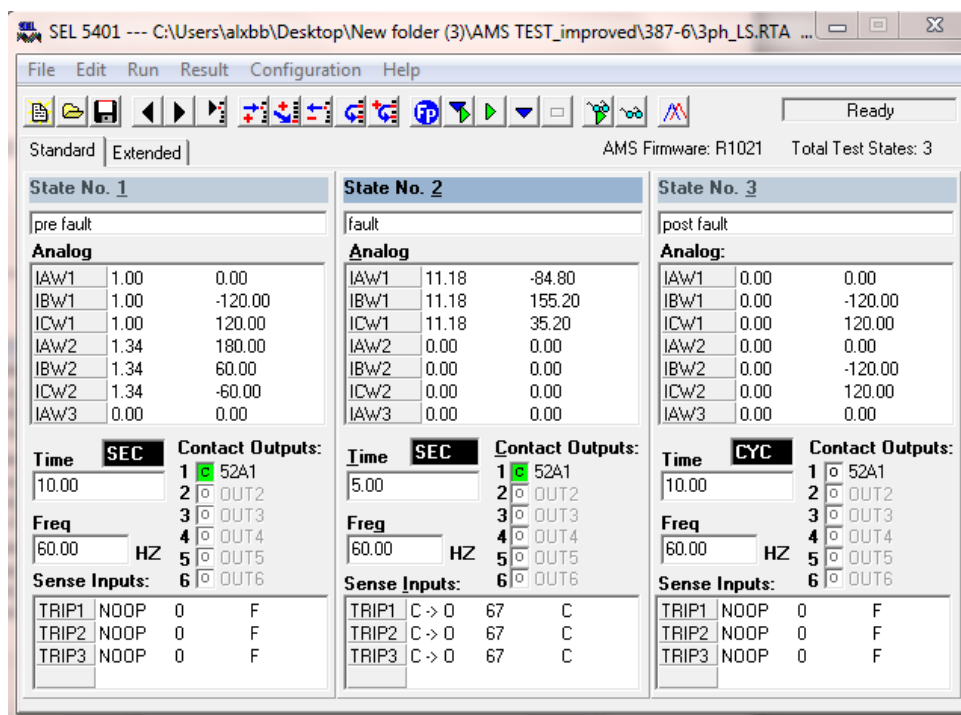 SEL 5401 --- C:\Users\alxbb\Desktop\New folder (3)\AMS TEST_improved\387-6\3ph_LS.RTA ...
File Edit Run Result Configuration Help
FP Ready
Standard Extended AMS Firmware: R1021 Total Test States: 3
State No. 1
pre fault
Analog
IAW1 1.00 0.00
IBW1 1.00 -120.00
ICW1 1.00 120.00
IAW2 1.34 180.00
IBW2 1.34 60.00
ICW2 1.34 -60.00
IAW3 0.00 0.00
Time SEC
10.00
Freq
60.00 HZ
Contact Outputs:
1 C 52A1
2 O OUT2
3 O OUT3
4 O OUT4
5 O OUT5
6 O OUT6
Sense Inputs:
TRIP1 NOOP 0 F
TRIP2 NOOP 0 F
TRIP3 NOOP 0 F
State No. 2
fault
Analog
IAW1 11.18 -84.80
IBW1 11.18 155.20
ICW1 11.18 35.20
IAW2 0.00 0.00
IBW2 0.00 0.00
ICW2 0.00 0.00
IAW3 0.00 0.00
Time SEC
5.00
Freq
60.00 HZ
Contact Outputs:
1 C 52A1
2 O OUT2
3 O OUT3
4 O OUT4
5 O OUT5
6 O OUT6
Sense Inputs:
TRIP1 C -> O 67 C
TRIP2 C -> O 67 C
TRIP3 C -> O 67 C
State No. 3
post fault
Analog:
IAW1 0.00 0.00
IBW1 0.00 -120.00
ICW1 0.00 120.00
IAW2 0.00 0.00
IBW2 0.00 -120.00
ICW2 0.00 120.00
IAW3 0.00 0.00
Time CYC
10.00
Freq
60.00 HZ
Contact Outputs:
1 O 52A1
2 O OUT2
3 O OUT3
4 O OUT4
5 O OUT5
6 O OUT6
Sense Inputs:
TRIP1 NOOP 0 F
TRIP2 NOOP 0 F
TRIP3 NOOP 0 F